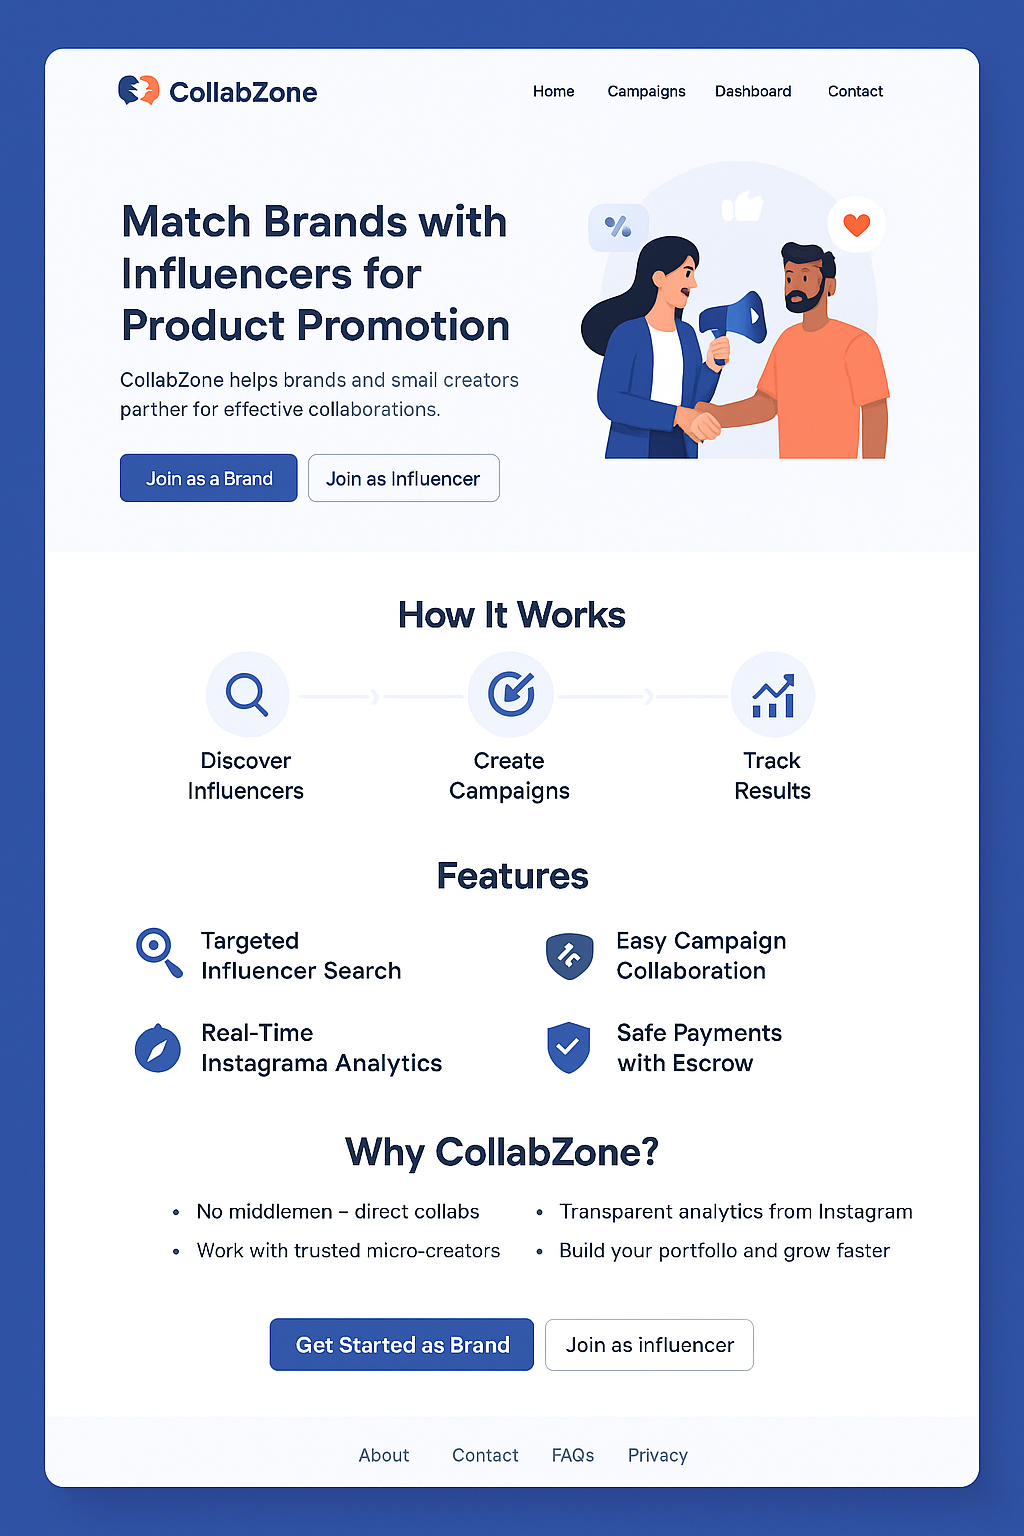 CollabZone
Home Campaigns Dashboard Contact
Match Brands with
Influencers for
Product Promotion
CollabZone helps brands and smail creators
parther for effective collaborations.
Join as a Brand
Join as Influencer
How It Works
Discover
Influencers
Create
Campaigns
Track
Results
Features
Targeted
Influencer Search
Easy Campaign
Collaboration
Real-Time
Instagrama Analytics
Safe Payments
with Escrow
Why CollabZone?
• No middlemen – direct collabs
• Transparent analytics from Instagram
• Work with trusted micro-creators
• Build your portfollo and grow faster
Get Started as Brand
Join as influencer
About Contact FAQs Privacy